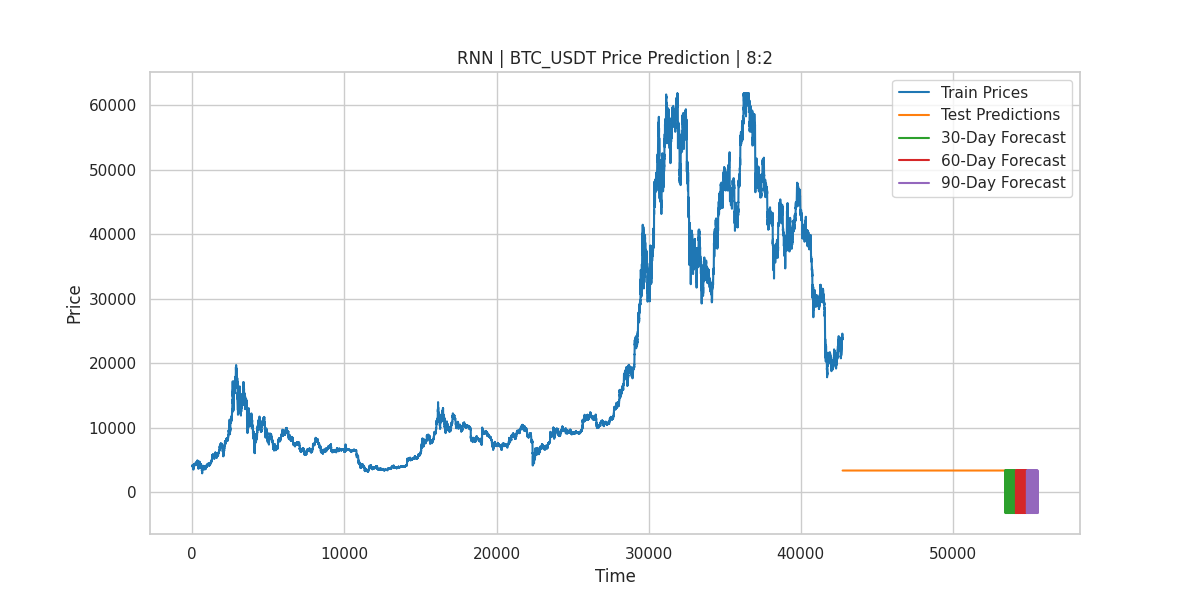 RNN | BTC_USDT Price Prediction | 8:2
Train Prices
Test Predictions
30-Day Forecast
60-Day Forecast
90-Day Forecast
60000
50000
40000
30000
20000
10000
0
Price
0 10000 20000 30000 40000 50000
Time